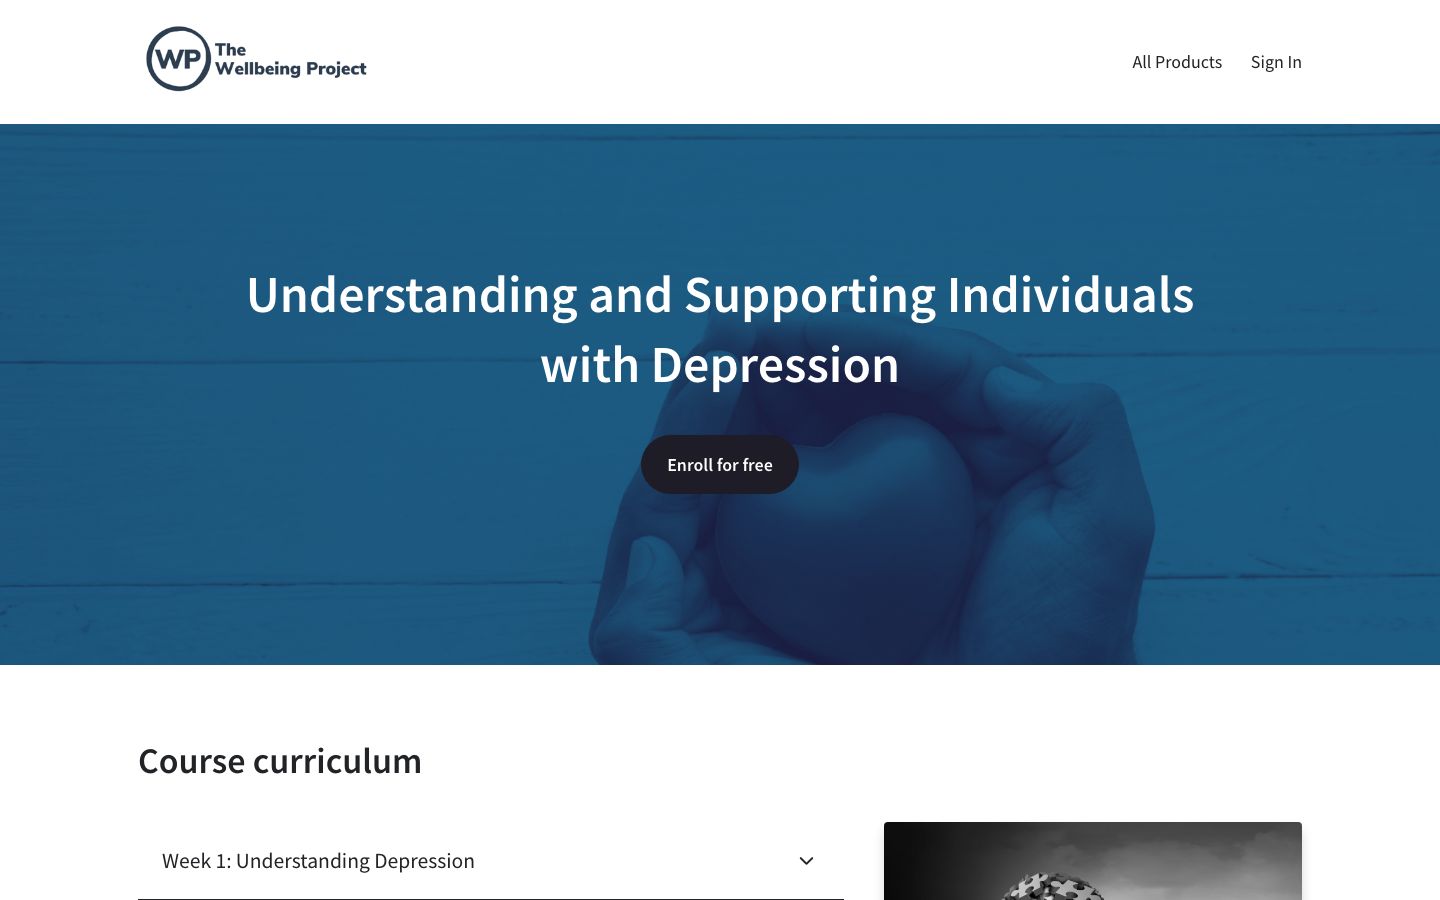 WP
The
Wellbeing Project
All Products
Sign In
Understanding and Supporting Individuals
with Depression
Enroll for free
Course curriculum
Week 1: Understanding Depression